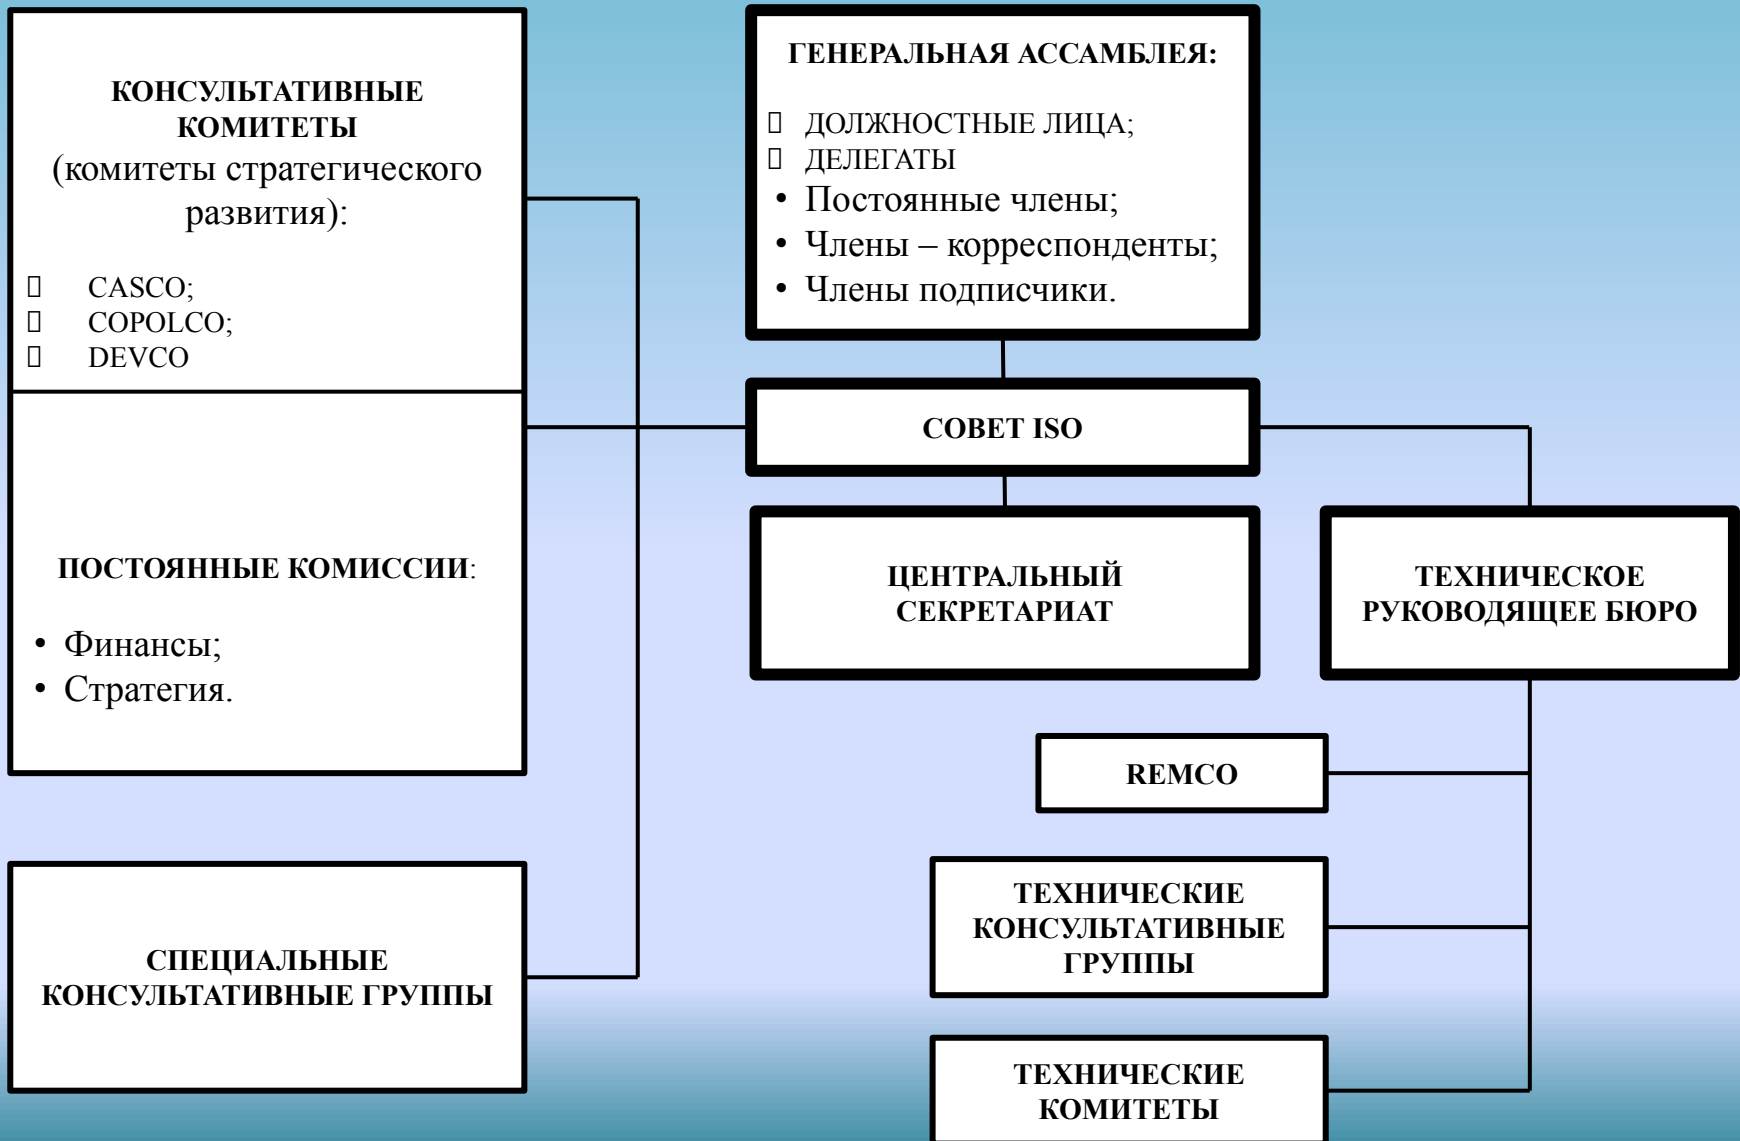 КОНСУЛЬТАТИВНЫЕ
КОМИТЕТЫ
(комитеты стратегического
развития):
CASCO;
COPOLCO;
DEVCO
ПОСТОЯННЫЕ КОМИССИИ:
• Финансы;
• Стратегия.
СПЕЦИАЛЬНЫЕ
КОНСУЛЬТАТИВНЫЕ ГРУППЫ
ГЕНЕРАЛЬНАЯ АССАМБЛЕЯ:
ДОЛЖНОСТНЫЕ ЛИЦА;
ДЕЛЕГАТЫ
• Постоянные члены;
• Члены – корреспонденты;
• Члены подписчики.
СОВЕТ ISO
ЦЕНТРАЛЬНЫЙ
СЕКРЕТАРИАТ
ТЕХНИЧЕСКОЕ
РУКОВОДЯЩЕЕ БЮРО
REMCO
ТЕХНИЧЕСКИЕ
КОНСУЛЬТАТИВНЫЕ
ГРУППЫ
ТЕХНИЧЕСКИЕ
КОМИТЕТЫ